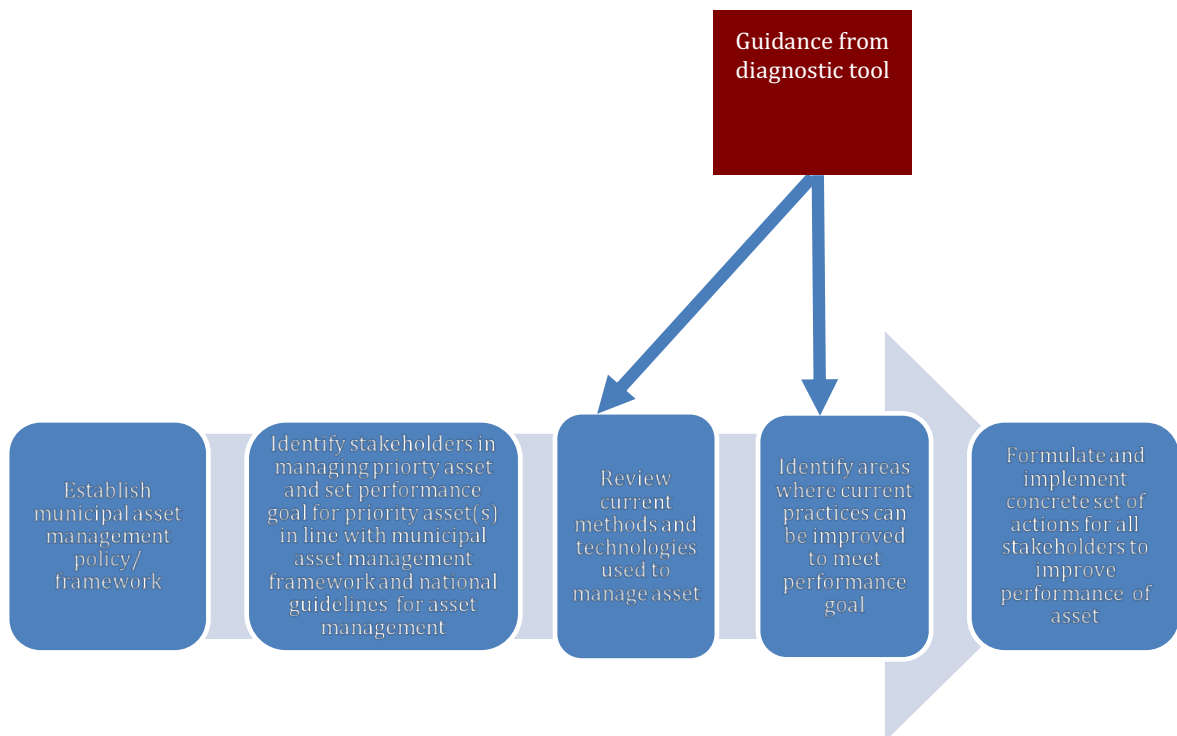 Guidance from
diagnostic tool
Establish
municipal asset
management
policy/
framework
Identify stakeholders in
managing priorty asset
and set performance
goal for priority asset(s)
in line with municipal
asset management
framework and national
guidelines for asset
management
Review
current
methods and
technologies
used to
manage asset
Identify areas
where current
practices can
be improved
to meet
performance
goal
Formulate and
implement
concrete set of
actions for all
stakeholders to
improve
performance of
asset